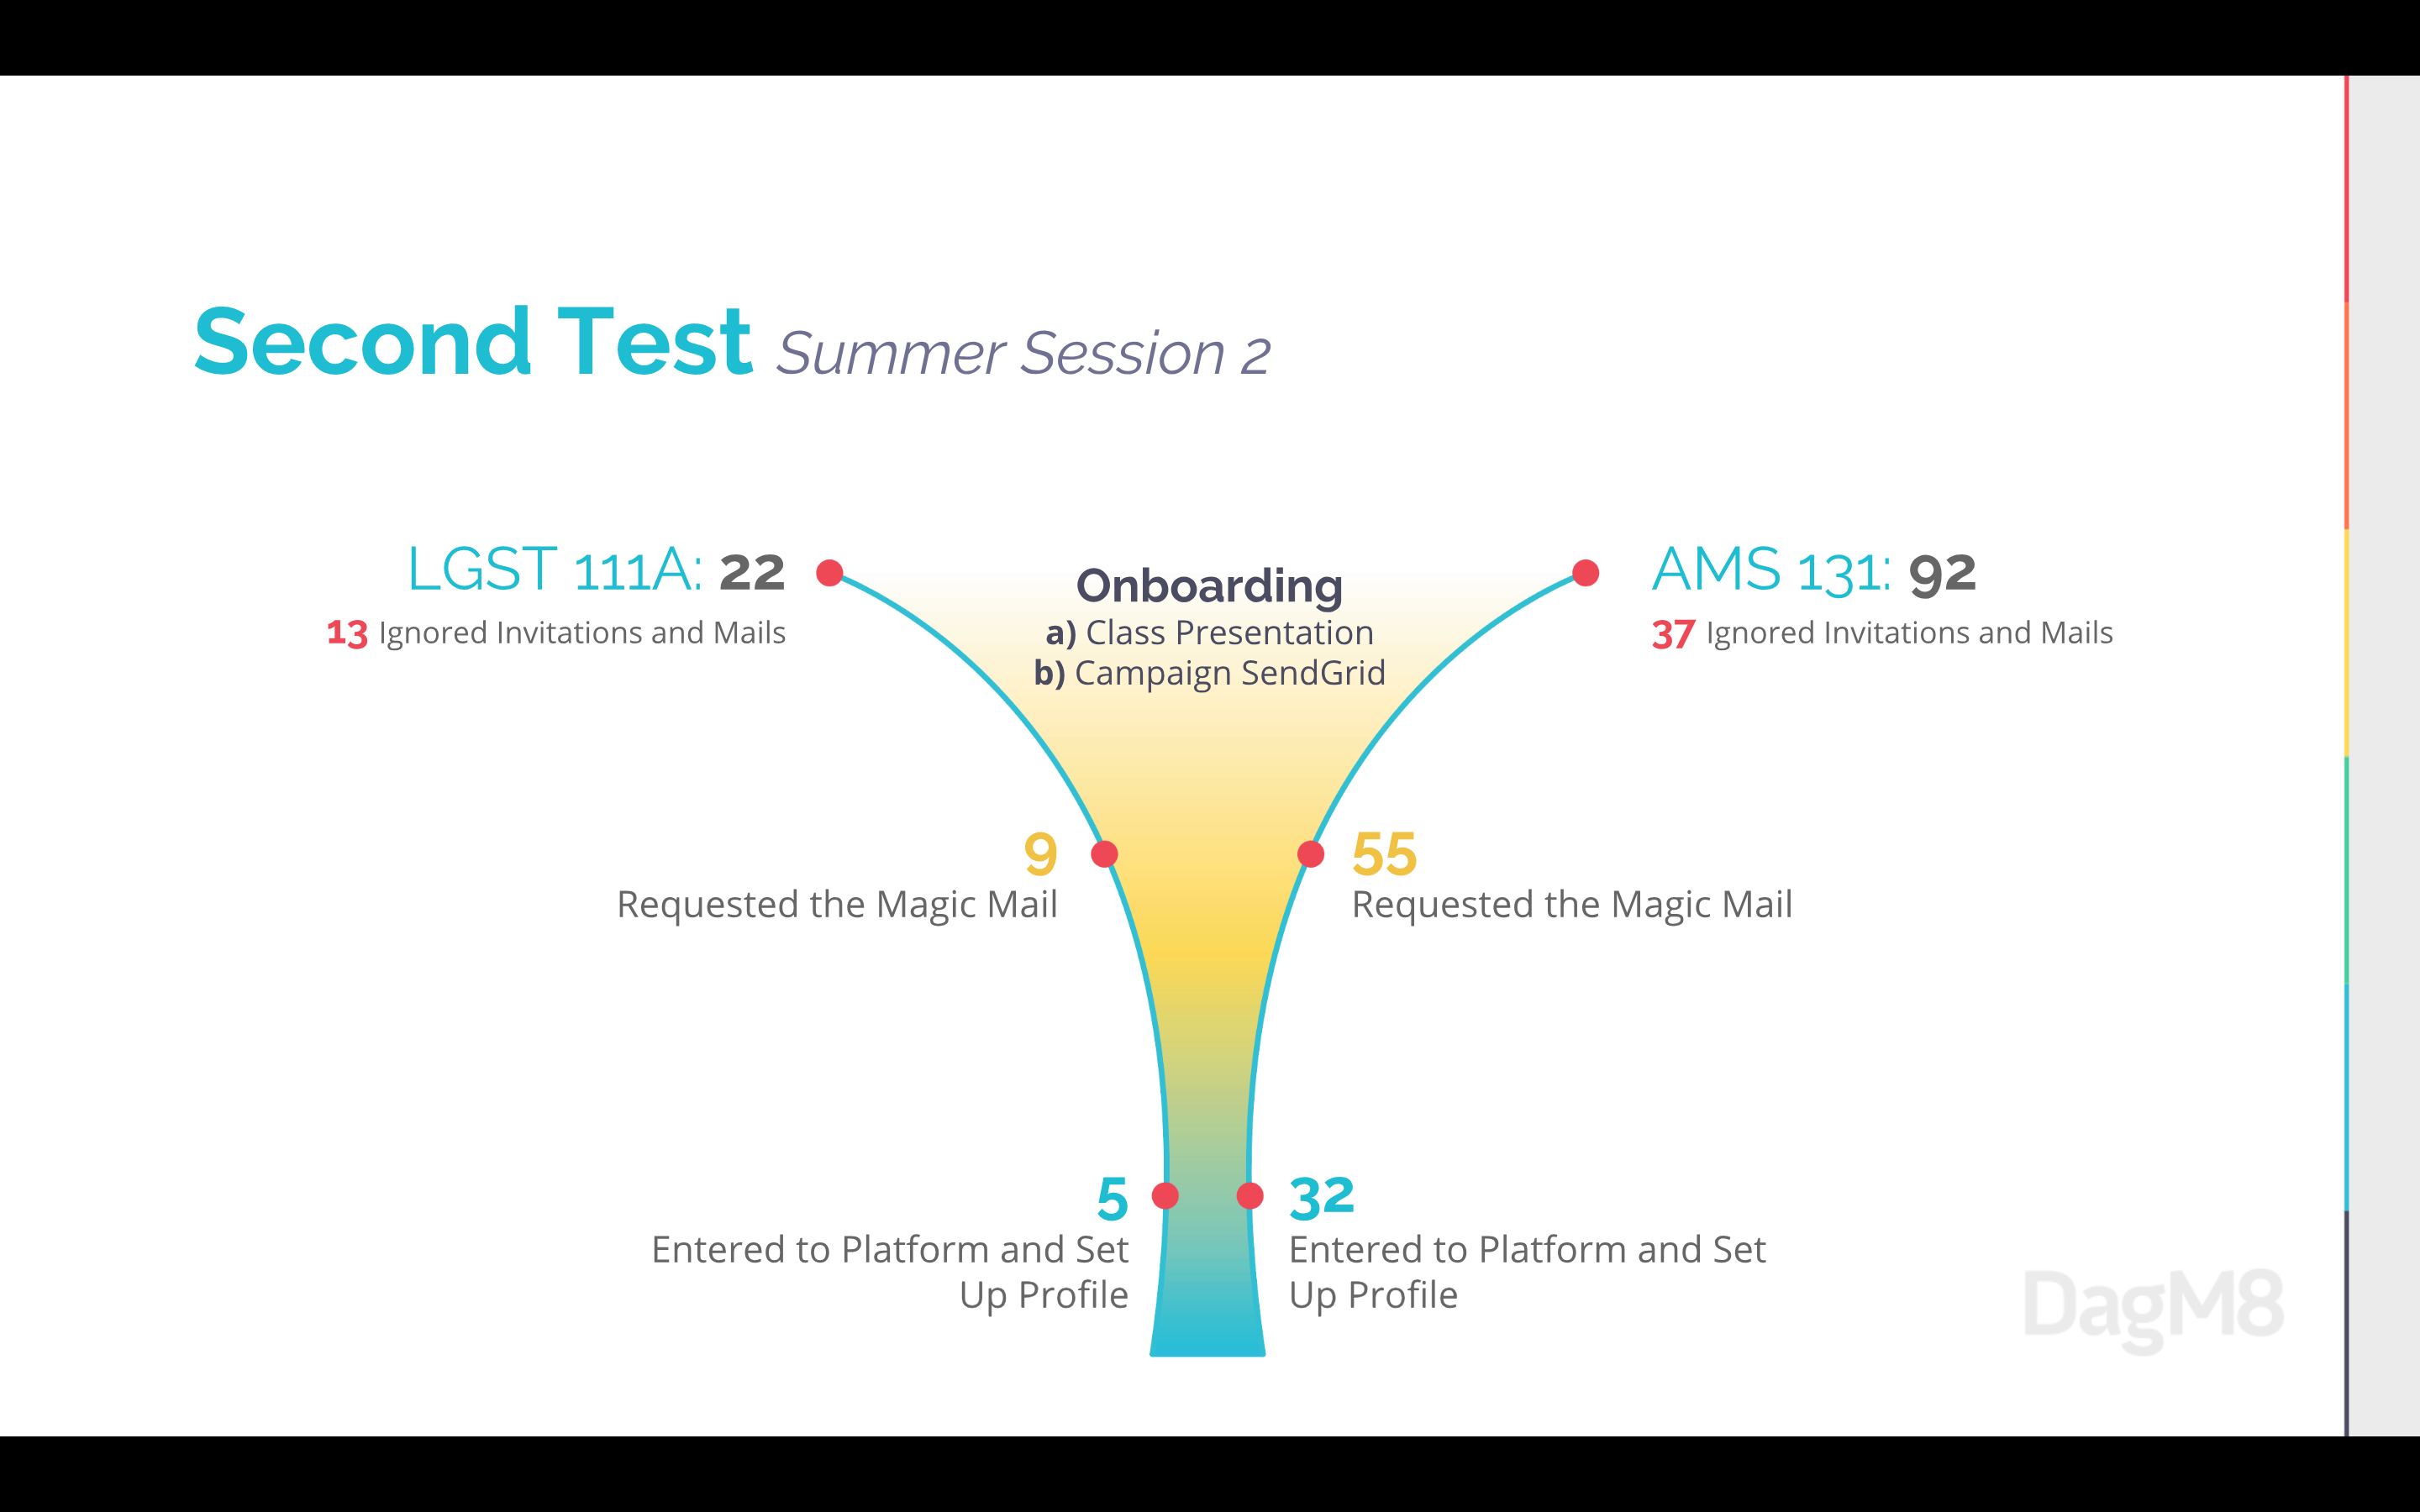 Second Test Summer Session 2
LGST 111A: 22
13 Ignored Invitations and Mails
Onboarding
a) Class Presentation
b) Campaign SendGrid
AMS 131: 92
37 Ignored Invitations and Mails
9
Requested the Magic Mail
55
Requested the Magic Mail
5
Entered to Platform and Set
Up Profile
32
Entered to Platform and Set
Up Profile
DagM8